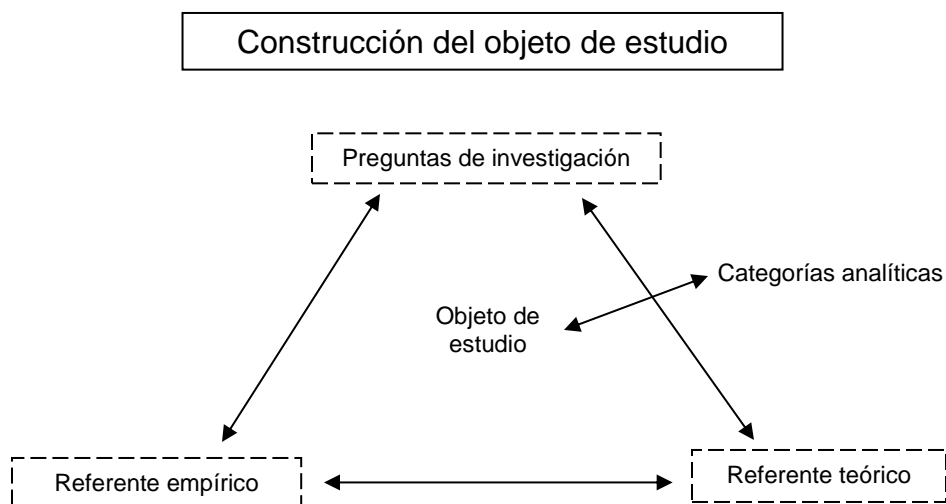 Construcción del objeto de estudio
Preguntas de investigación
Categorías analíticas
Objeto de
estudio
Referente empírico
Referente teórico